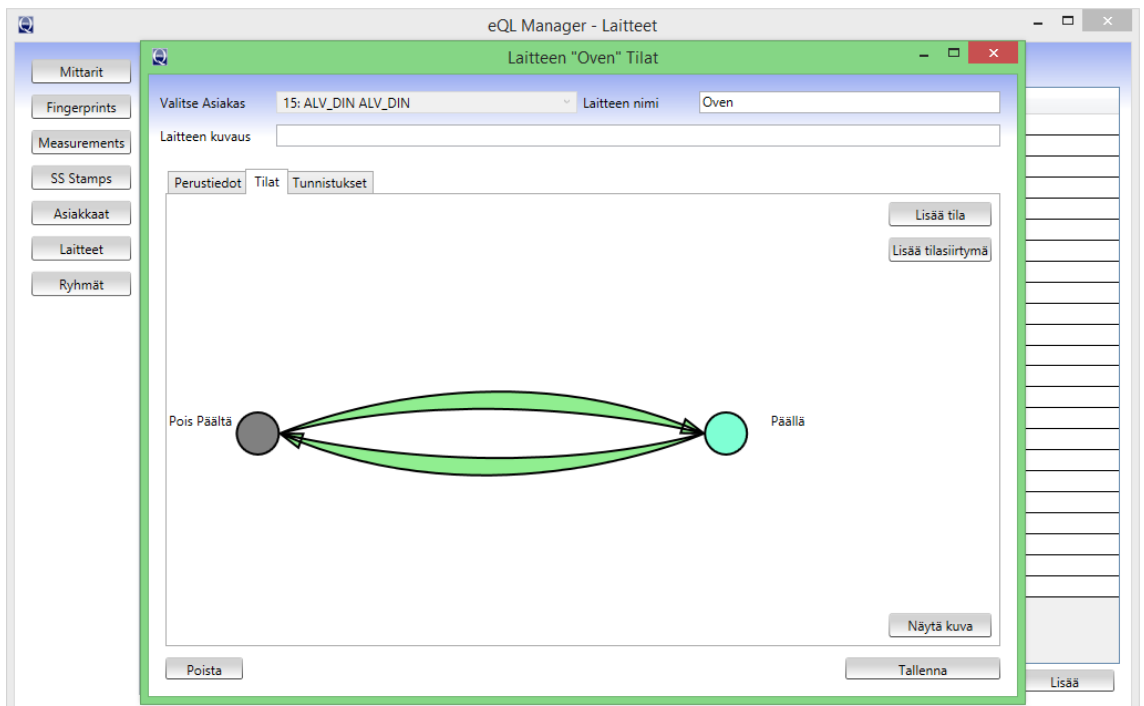 eQL Manager - Laitteet
Laitteen "Oven" Tilat
Mittarit
Fingerprints
Measurements
SS Stamps
Asiakkaat
Laitteet
Ryhmät
Valitse Asiakas 15: ALV_DIN ALV_DIN Laitteen nimi Oven
Laitteen kuvaus
Perustiedot Tilat Tunnistukset
Lisää tila
Lisää tilasiirtymä
Pois Päältä Päällä
Näytä kuva
Poista Tallenna
Lisää